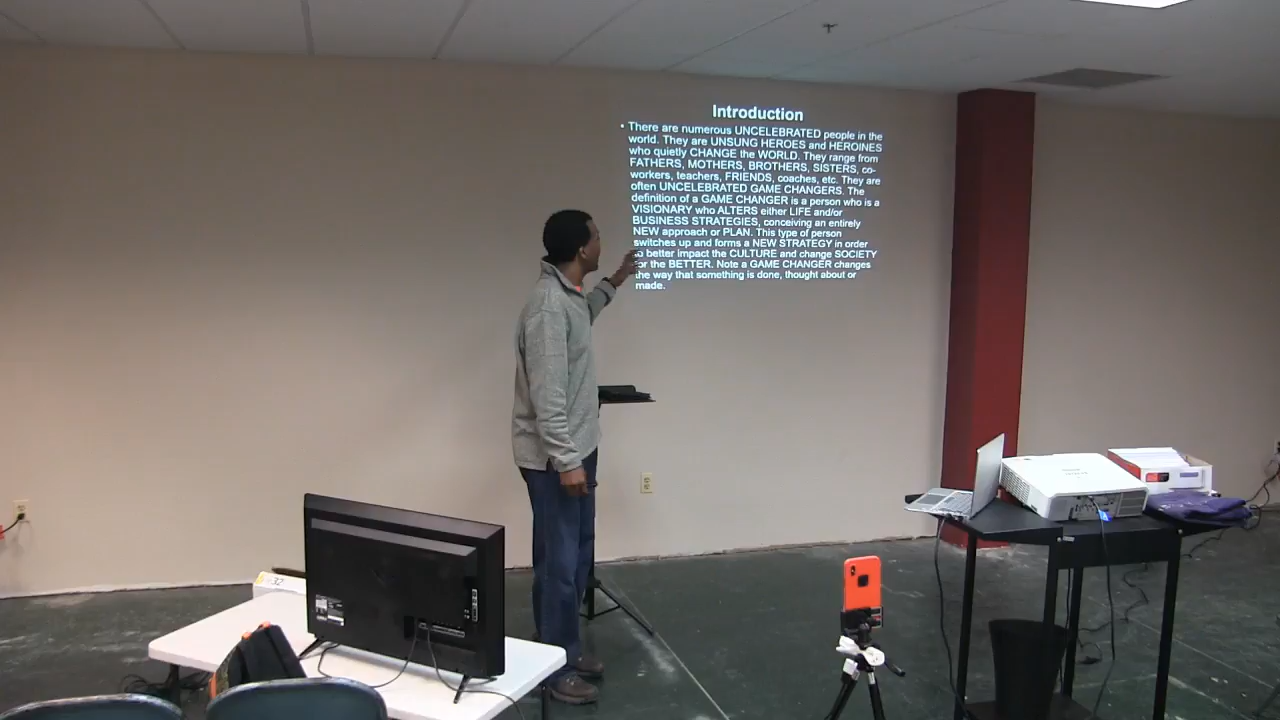 Introduction
• There are numerous UNCELEBRATED people in the
world. They are UNSUNG HEROES and HEROINES
who quietly CHANGE the WORLD. They range from
FATHERS, MOTHERS, BROTHERS, SISTERS, co-
workers, teachers, FRIENDS, coaches, etc. They are
often UNCELEBRATED GAME CHANGERS. The
definition of a GAME CHANGER is a person who is a
VISIONARY who ALTERS either LIFE and/or
BUSINESS STRATEGIES, conceiving an entirely
NEW approach or PLAN. This type of person
switches up and forms a NEW STRATEGY in order
o better impact the CULTURE and change SOCIETY
or the BETTER. Note a GAME CHANGER changes
the way that something is done, thought about or
made.
32